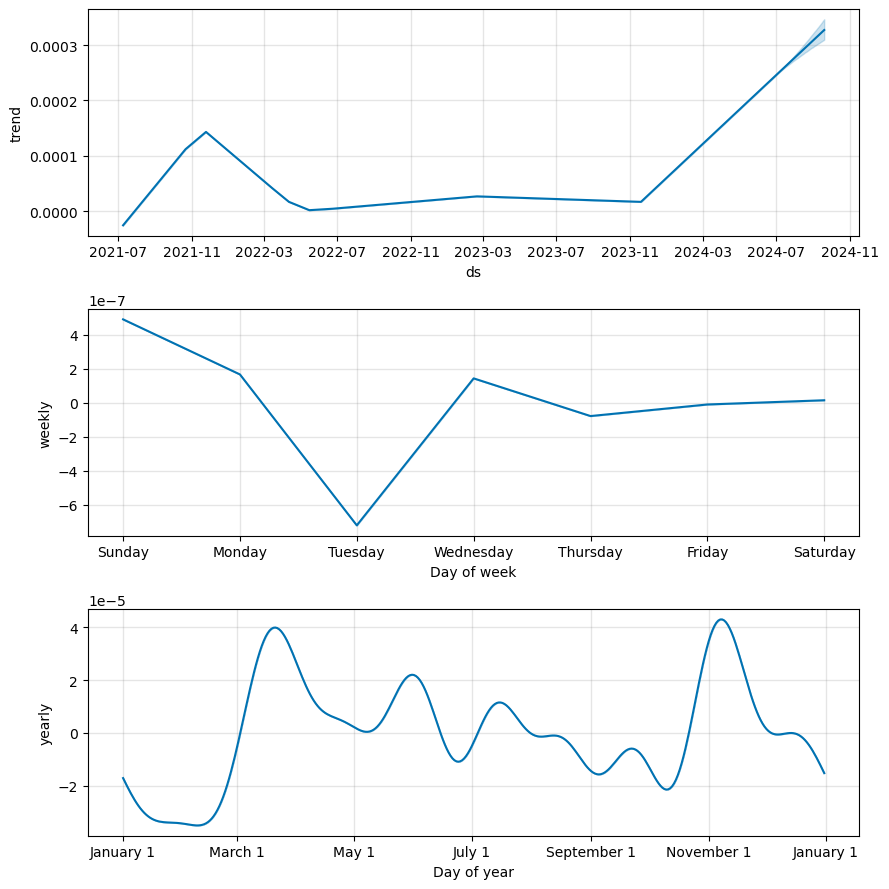 0.0003
0.0002
0.0001
0.0000
trend
2021-07 2021-11 2022-03 2022-07 2022-11 2023-03 2023-07 2023-11 2024-03 2024-07 2024-11
ds
1e−7
4
2
0
−2
−4
−6
weekly
Sunday Monday Tuesday Wednesday Thursday Friday Saturday
Day of week
1e−5
4
2
0
−2
yearly
January 1 March 1 May 1 July 1 September 1 November 1 January 1
Day of year